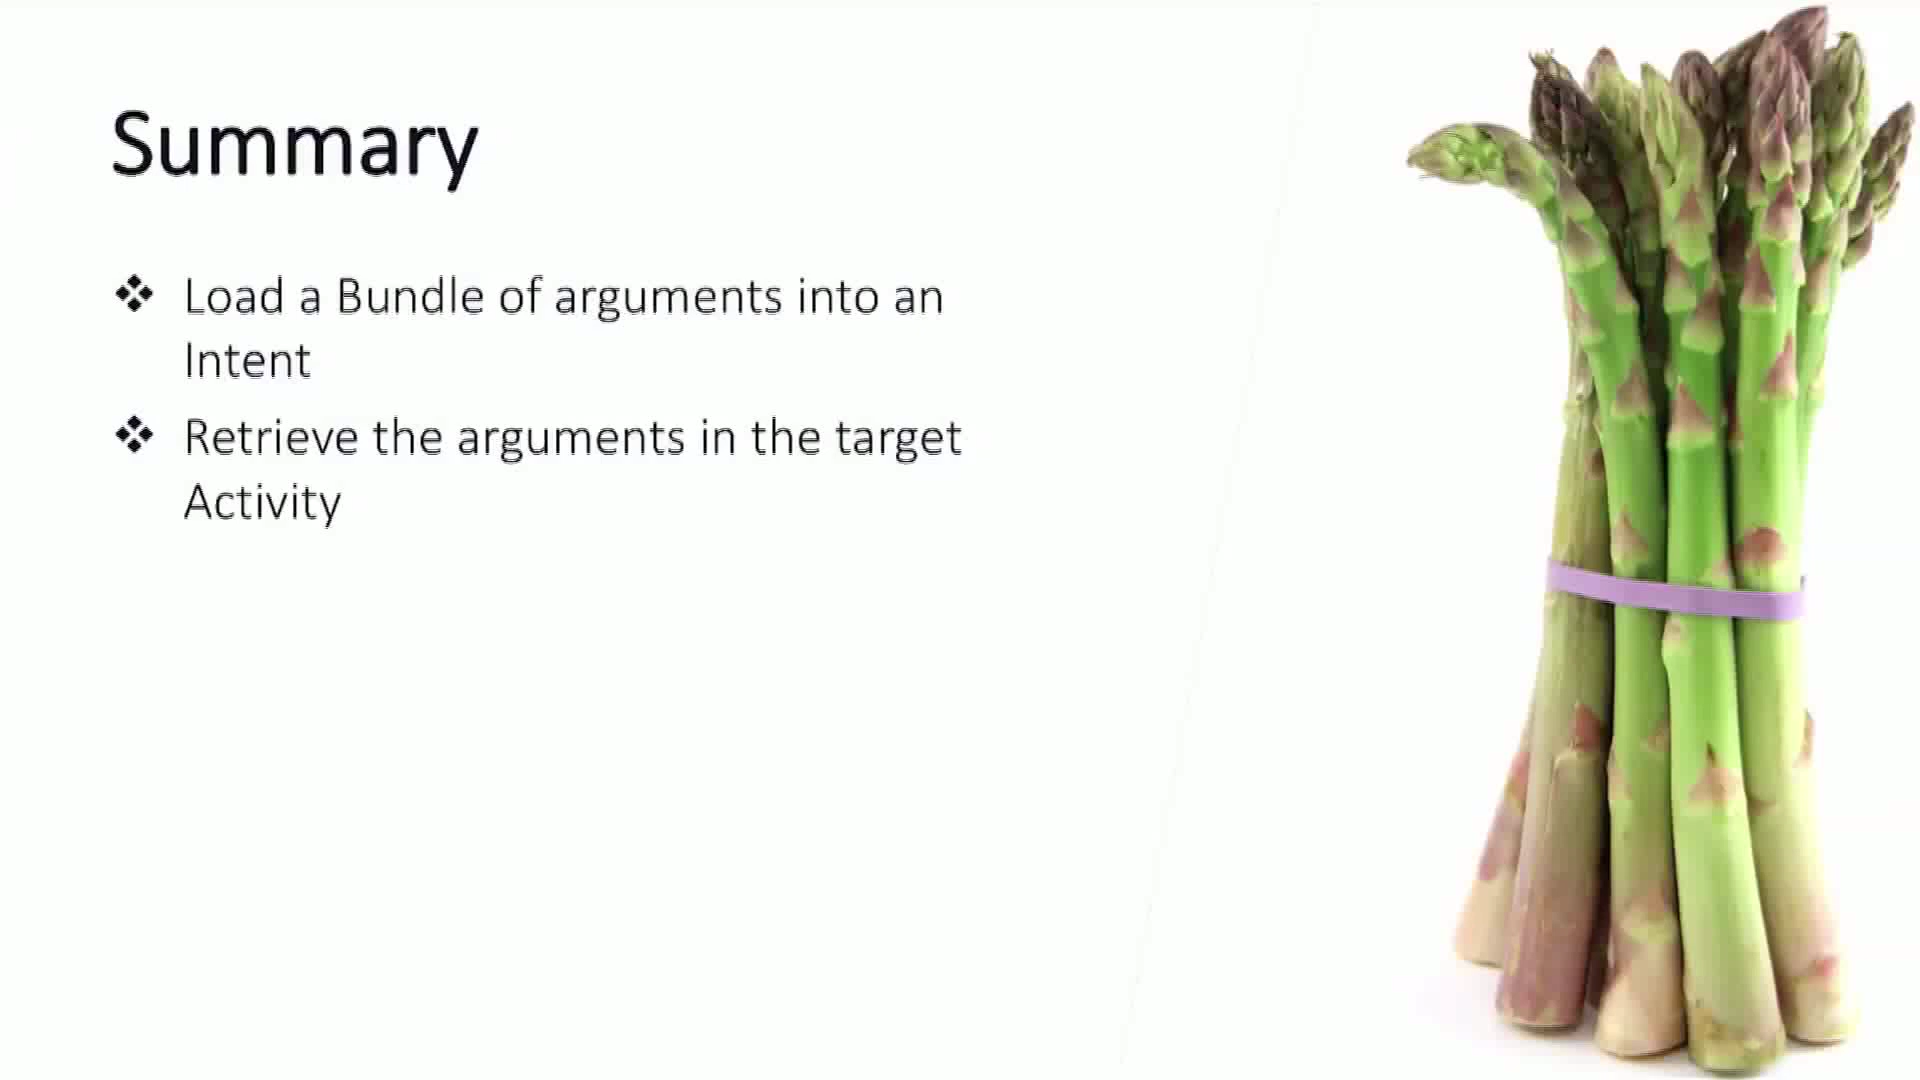 Summary
❖ Load a Bundle of arguments into an
Intent
❖ Retrieve the arguments in the target
Activity